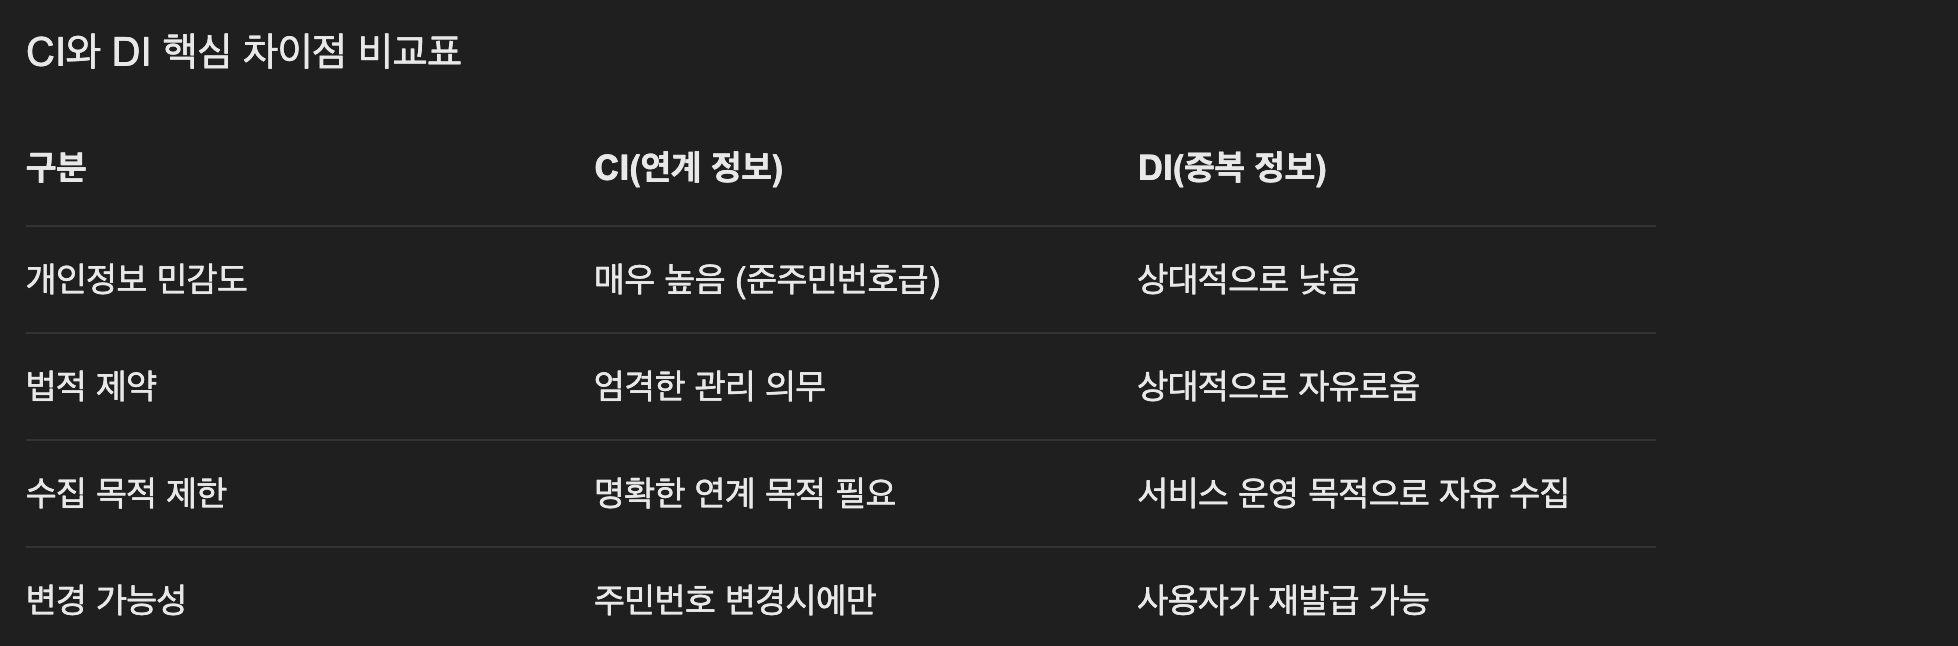 CI와 DI 핵심 차이점 비교표
구분 CI(연계 정보) DI(중복 정보)
개인정보 민감도 매우 높음 (준주민번호급) 상대적으로 낮음
법적 제약 엄격한 관리 의무 상대적으로 자유로움
수집 목적 제한 명확한 연계 목적 필요 서비스 운영 목적으로 자유 수집
변경 가능성 주민번호 변경시에만 사용자가 재발급 가능